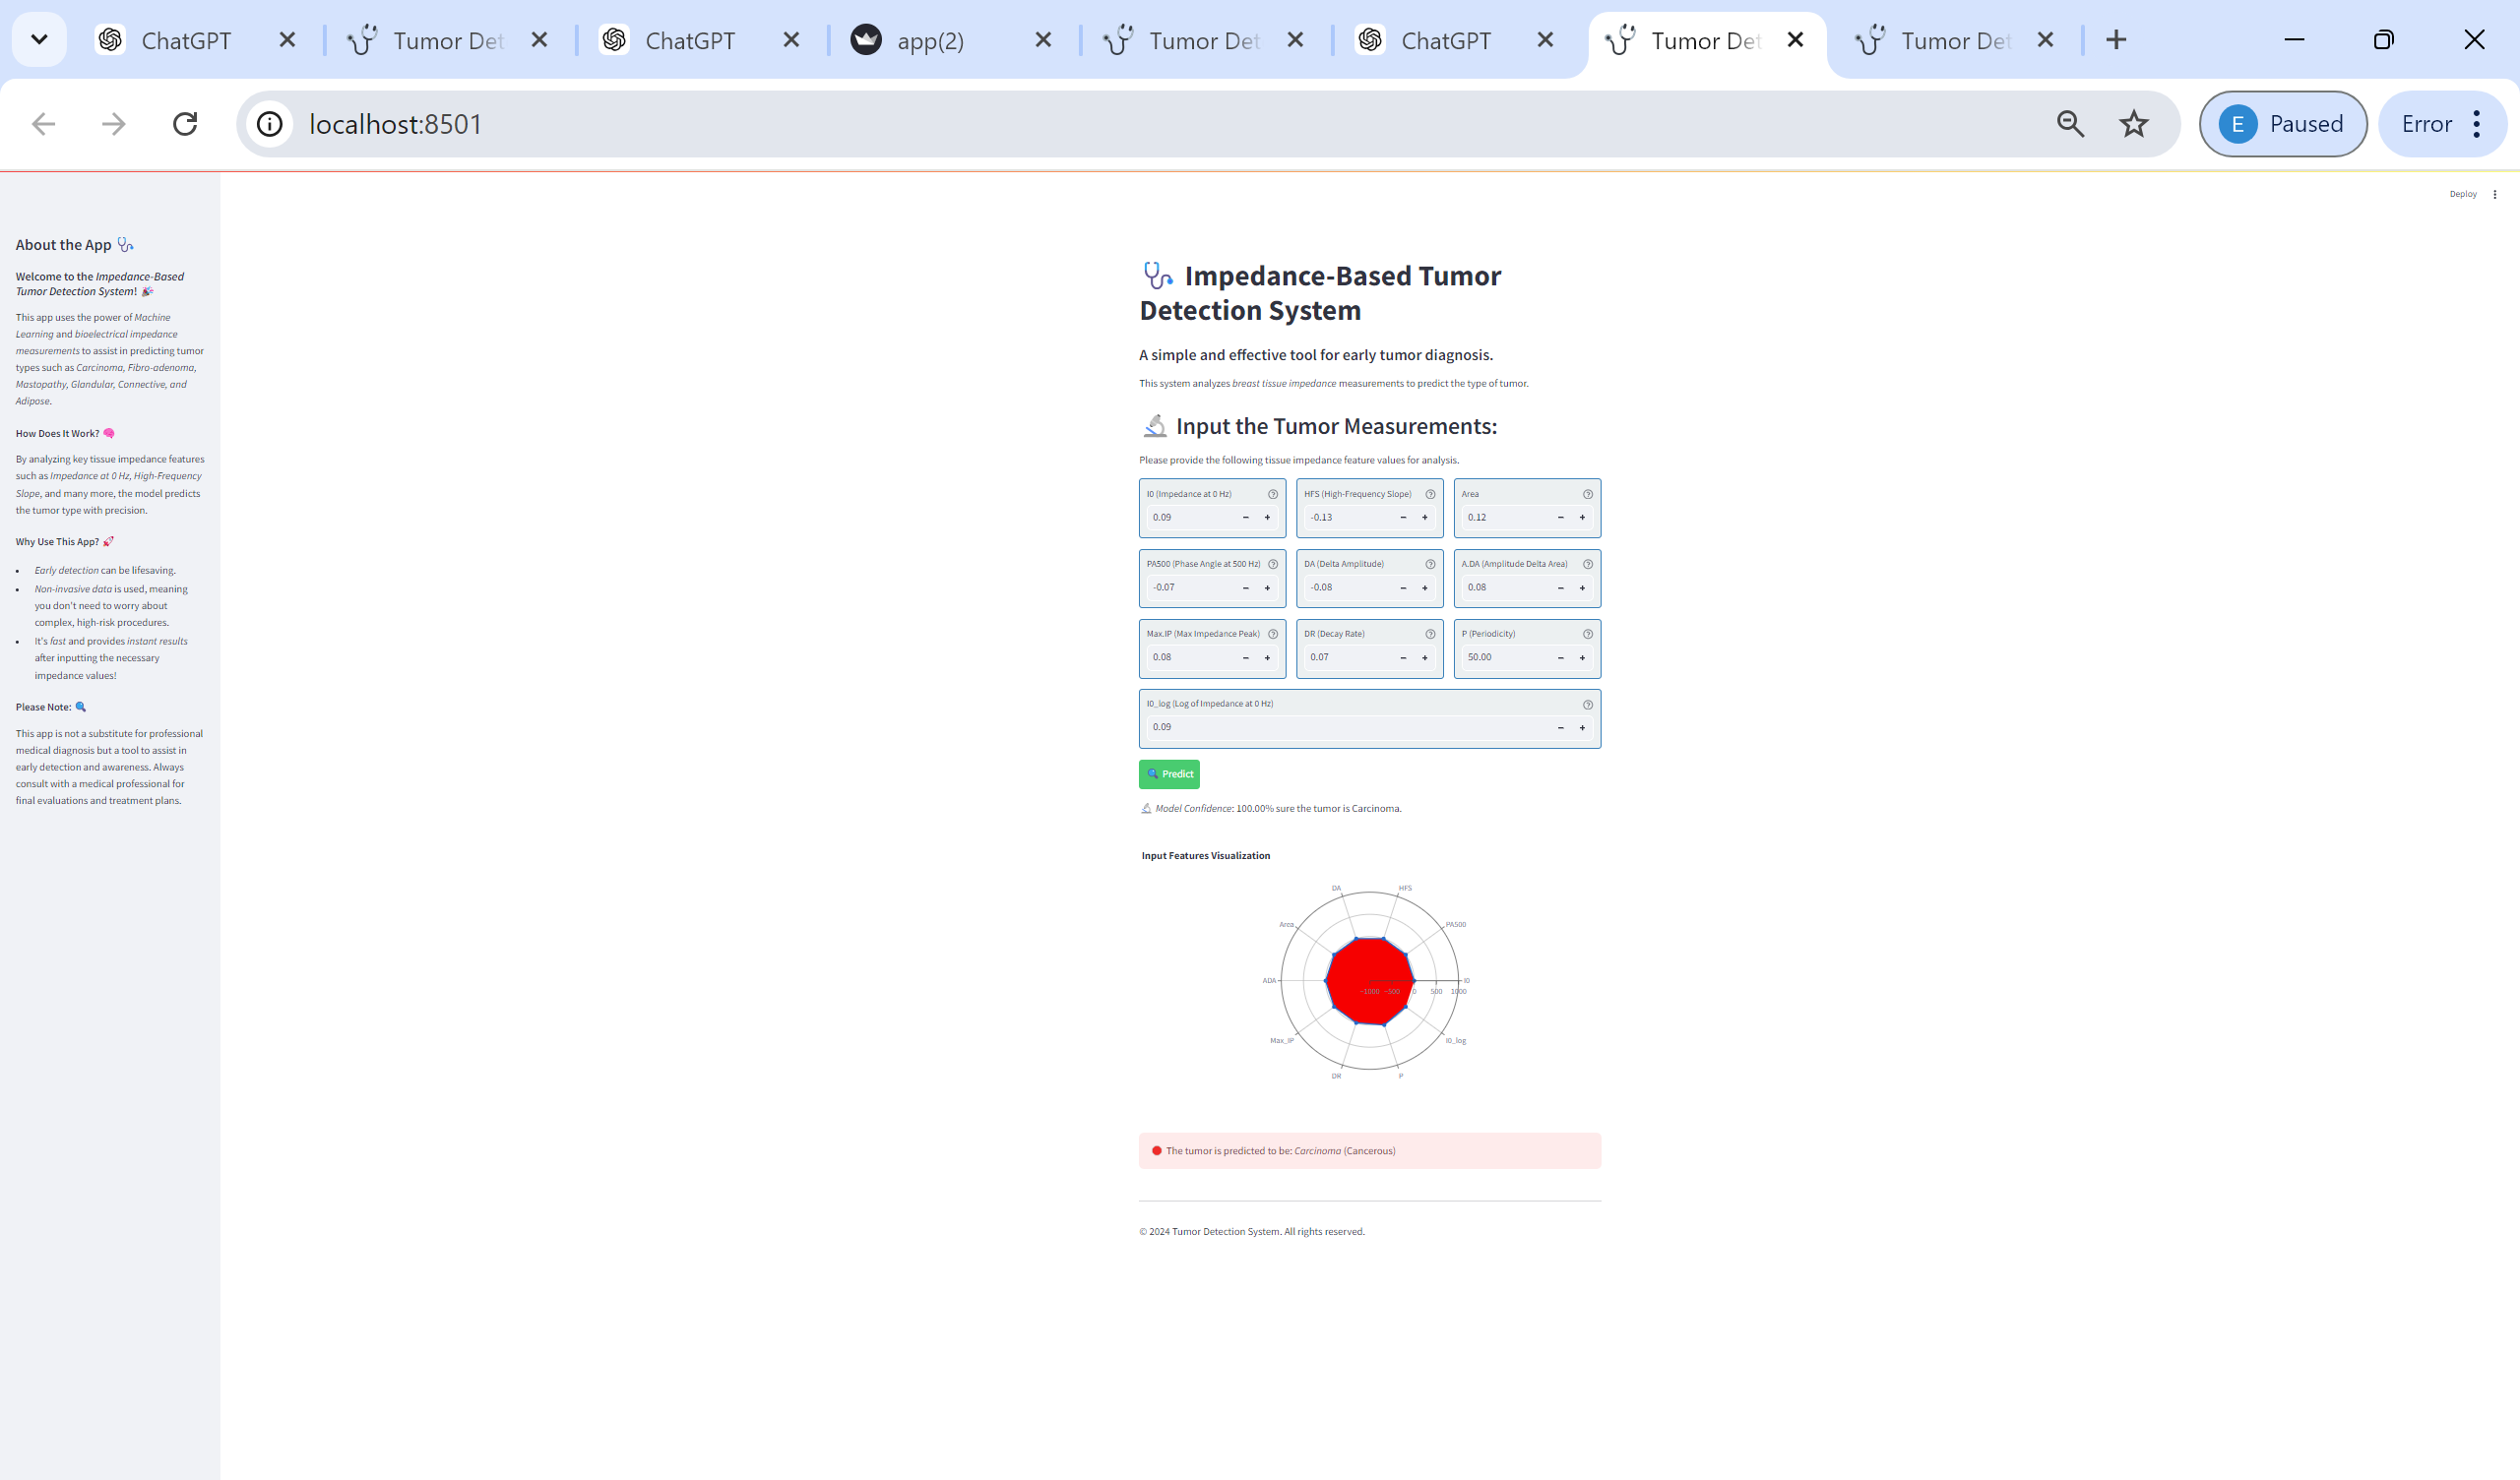 ChatGPT
Tumor Det
ChatGPT
app(2)
Tumor Det
ChatGPT
Tumor Det
Tumor Det
localhost:8501
E Paused
Error
Deploy
About the App
Welcome to the Impedance-Based
Tumor Detection System!
This app uses the power of Machine
Learning and bioelectrical impedance
measurements to assist in predicting tumor
types such as Carcinoma, Fibro-adenoma,
Mastopathy, Glandular, Connective, and
Adipose.
How Does It Work?
By analyzing key tissue impedance features
such as Impedance at 0 Hz, High-Frequency
Slope, and many more, the model predicts
the tumor type with precision.
Why Use This App?
• Early detection can be lifesaving.
• Non-invasive data is used, meaning
you don't need to worry about
complex, high-risk procedures.
• It's fast and provides instant results
after inputting the necessary
impedance values!
Please Note:
This app is not a substitute for professional
medical diagnosis but a tool to assist in
early detection and awareness. Always
consult with a medical professional for
final evaluations and treatment plans.
Impedance-Based Tumor
Detection System
A simple and effective tool for early tumor diagnosis.
This system analyzes breast tissue impedance measurements to predict the type of tumor.
Input the Tumor Measurements:
Please provide the following tissue impedance feature values for analysis.
I0 (Impedance at 0 Hz)
0.09
HFS (High-Frequency Slope)
-0.13
Area
0.12
PA500 (Phase Angle at 500 Hz)
-0.07
DA (Delta Amplitude)
-0.08
A.DA (Amplitude Delta Area)
0.08
Max.IP (Max Impedance Peak)
0.08
DR (Decay Rate)
0.07
P (Periodicity)
50.00
I0_log (Log of Impedance at 0 Hz)
0.09
Predict
Model Confidence: 100.00% sure the tumor is Carcinoma.
Input Features Visualization
DA
HFS
Area
PA500
ADA
I0
−1000 −500 0 500 1000
Max_IP
I0_log
DR
P
The tumor is predicted to be: Carcinoma (Cancerous)
© 2024 Tumor Detection System. All rights reserved.